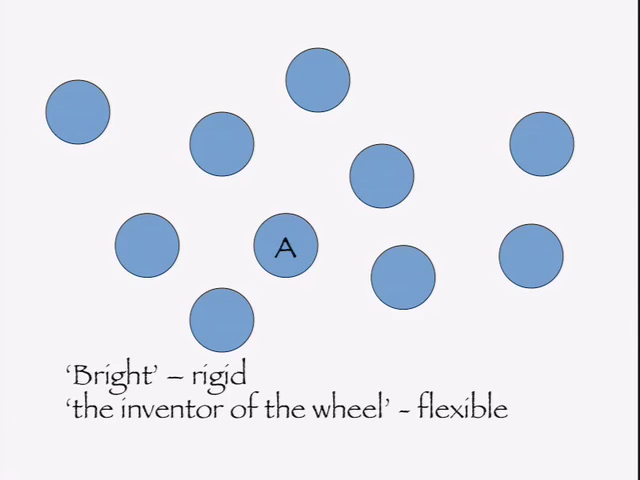 A
‘Bright’ – rigid
‘the inventor of the wheel’ - flexible